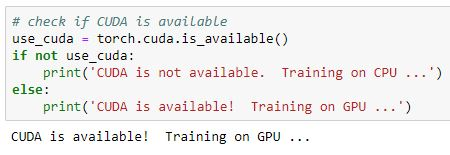 # check if CUDA is available
use_cuda = torch.cuda.is_available()
if not use_cuda:
    print('CUDA is not available.  Training on CPU ...')
else:
    print('CUDA is available!  Training on GPU ...')
CUDA is available!  Training on GPU ...